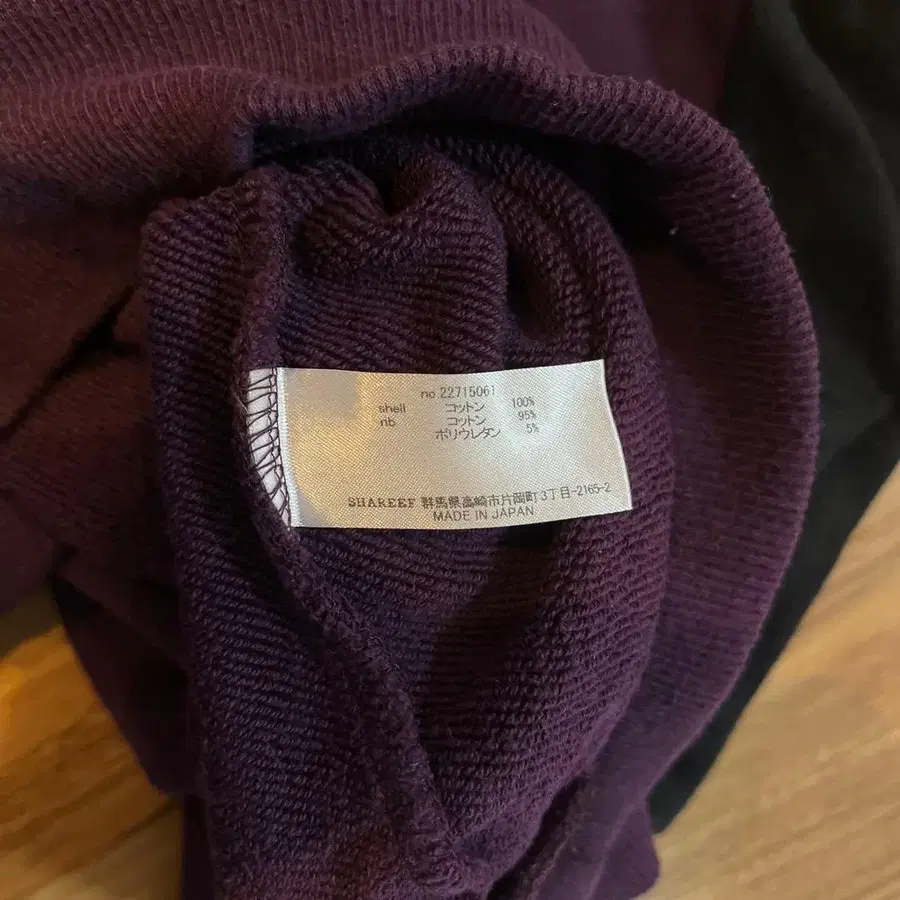 no.22715061
shell コットン 100%
rib コットン 95%
ポリウレタン 5%
SHAREEF 群馬県高崎市片岡町3丁目-2165-2
MADE IN JAPAN